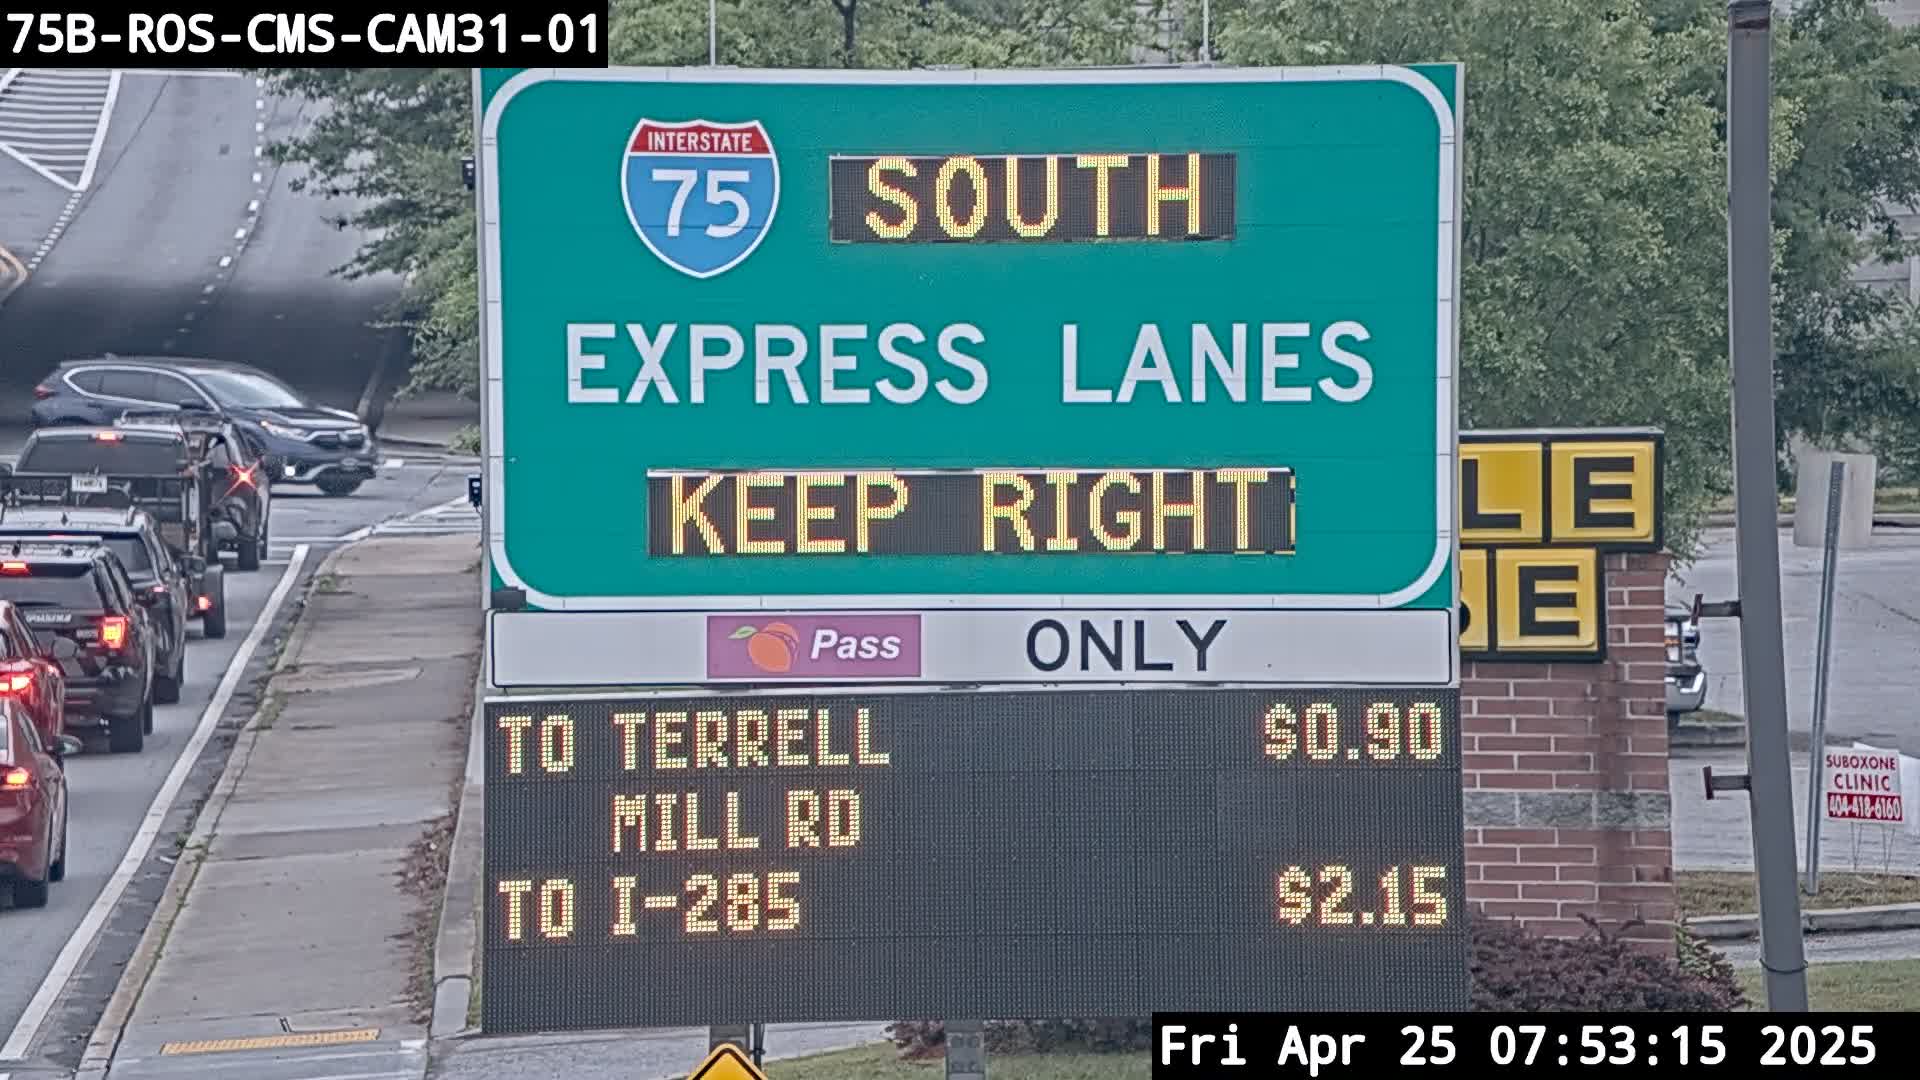 75B-ROS-CMS-CAM31-01
INTERSTATE
75
SOUTH
EXPRESS LANES
KEEP RIGHT
Pass ONLY
TO TERRELL $0.90
MILL RD
TO I-285 $2.15
LE
E
SUBOXONE
CLINIC
404-418-6160
Fri Apr 25 07:53:15 2025